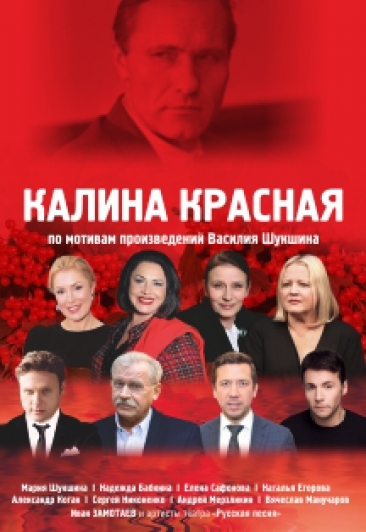 КАЛИНА КРАСНАЯ
по мотивам произведений Василия Шукшина
Мария Шукшина | Надежда Бабкина | Елена Сафонова | Наталья Егорова
Александр Коган | Сергей Никоненко | Андрей Мерзликин | Вячеслав Манучаров
Иван ЗАМОТАЕВ и артисты театра «Русская песня»